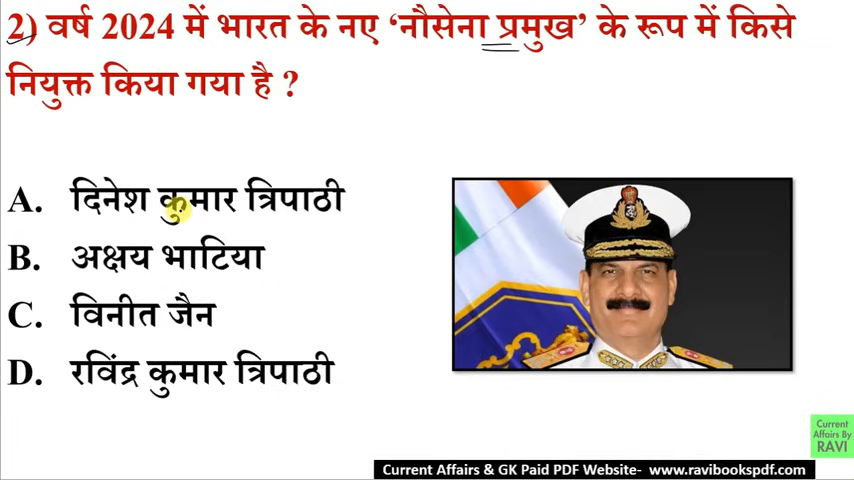 2) वर्ष 2024 में भारत के नए ‘नौसेना प्रमुख’ के रूप में किसे
नियुक्त किया गया है ?
A. दिनेश कुमार त्रिपाठी
B. अक्षय भाटिया
C. विनीत जैन
D. रविंद्र कुमार त्रिपाठी
Current
Affairs By
RAVI
Current Affairs & GK Paid PDF Website- www.ravibookspdf.com